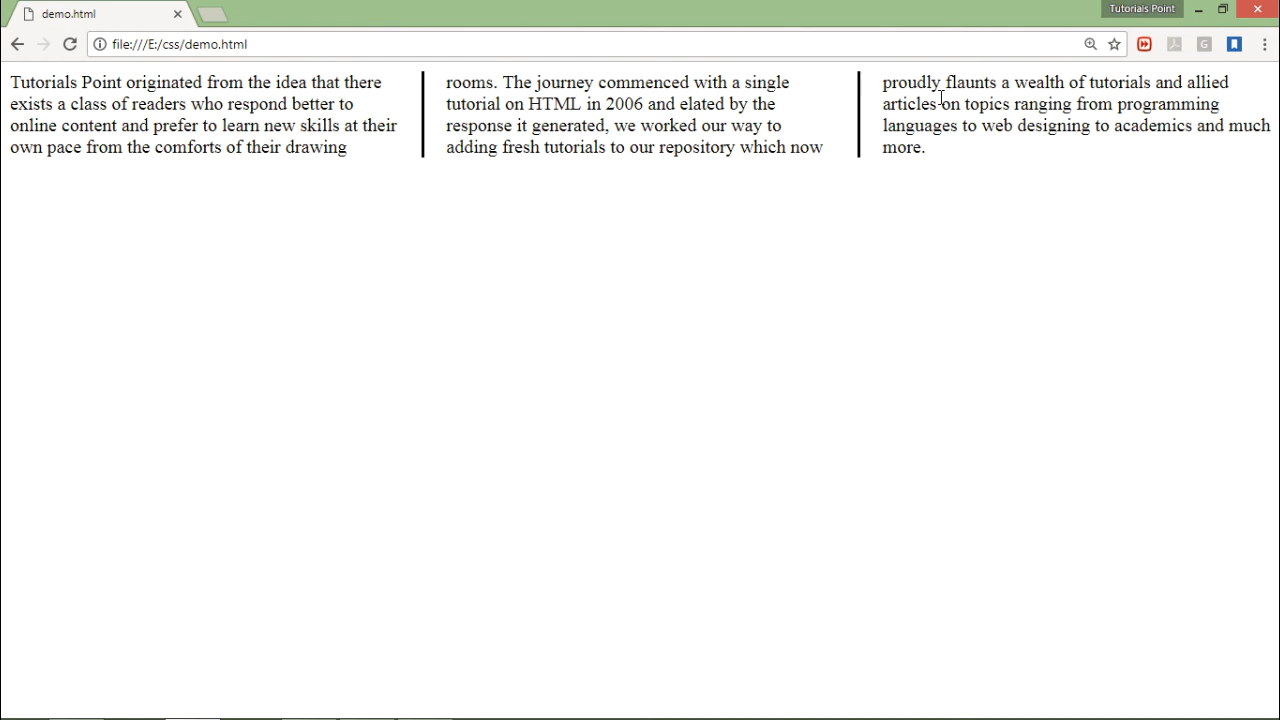 demo.html
Tutorials Point
file:///E:/css/demo.html
G
Tutorials Point originated from the idea that there
exists a class of readers who respond better to
online content and prefer to learn new skills at their
own pace from the comforts of their drawing
rooms. The journey commenced with a single
tutorial on HTML in 2006 and elated by the
response it generated, we worked our way to
adding fresh tutorials to our repository which now
proudly flaunts a wealth of tutorials and allied
articles on topics ranging from programming
languages to web designing to academics and much
more.